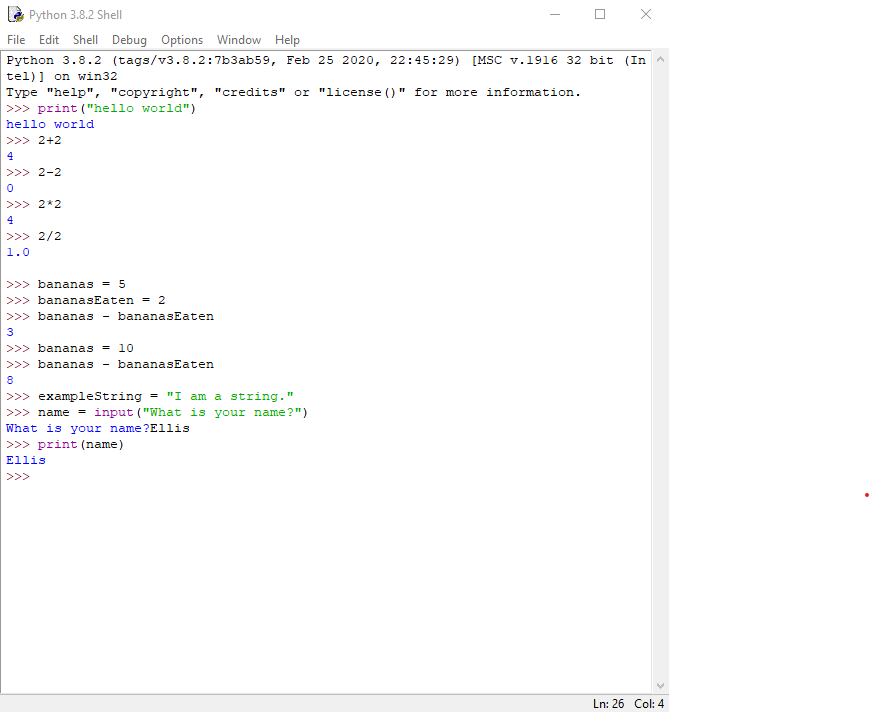 Python 3.8.2 Shell
File Edit Shell Debug Options Window Help
Python 3.8.2 (tags/v3.8.2:7b3ab59, Feb 25 2020, 22:45:29) [MSC v.1916 32 bit (In
tel)] on win32
Type "help", "copyright", "credits" or "license()" for more information.
>>> print("hello world")
hello world
>>> 2+2
4
>>> 2-2
0
>>> 2*2
4
>>> 2/2
1.0
>>> bananas = 5
>>> bananasEaten = 2
>>> bananas - bananasEaten
3
>>> bananas = 10
>>> bananas - bananasEaten
8
>>> exampleString = "I am a string."
>>> name = input("What is your name?")
What is your name?Ellis
>>> print(name)
Ellis
>>>
Ln: 26 Col: 4